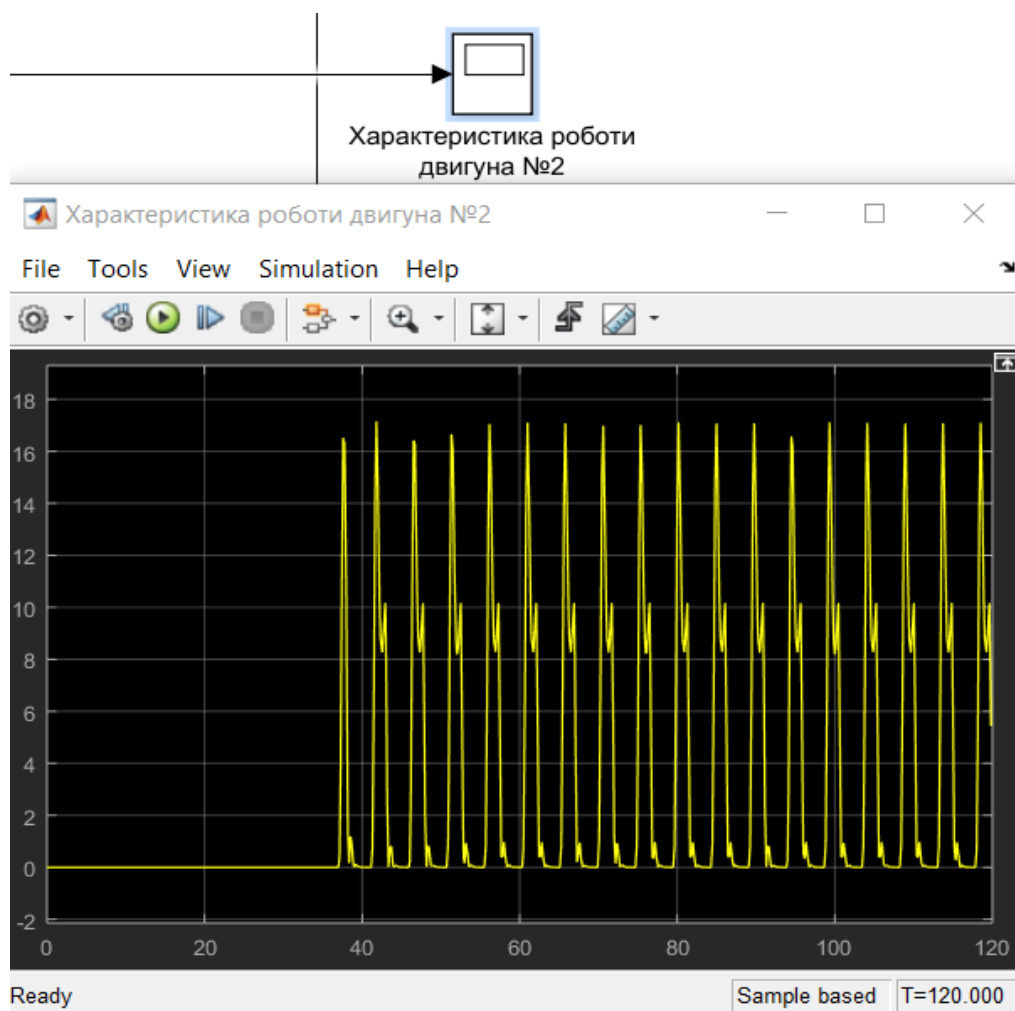 Характеристика роботи
двигуна №2
Характеристика роботи двигуна №2
File Tools View Simulation Help
18
16
14
12
10
8
6
4
2
0
-2
0 20 40 60 80 100 120
Ready Sample based T=120.000